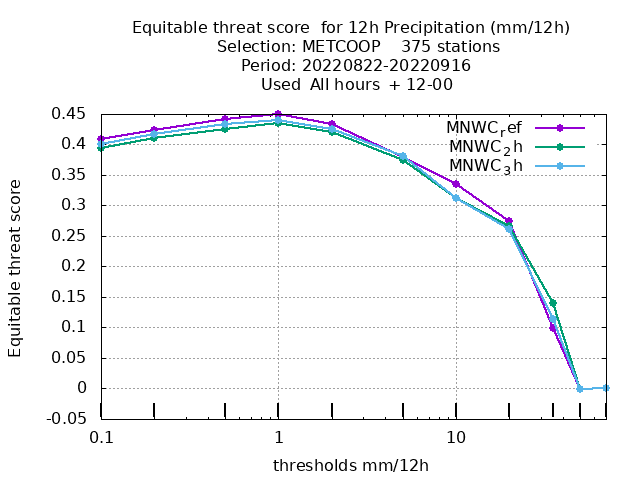 Equitable threat score  for 12h Precipitation (mm/12h)
Selection: METCOOP    375 stations
Period: 20220822-20220916
Used  All hours  + 12-00
MNWC_ref
MNWC_2h
MNWC_3h
0.45
0.4
0.35
0.3
0.25
0.2
0.15
0.1
0.05
0
-0.05
Equitable threat score
0.1 1 10
thresholds mm/12h